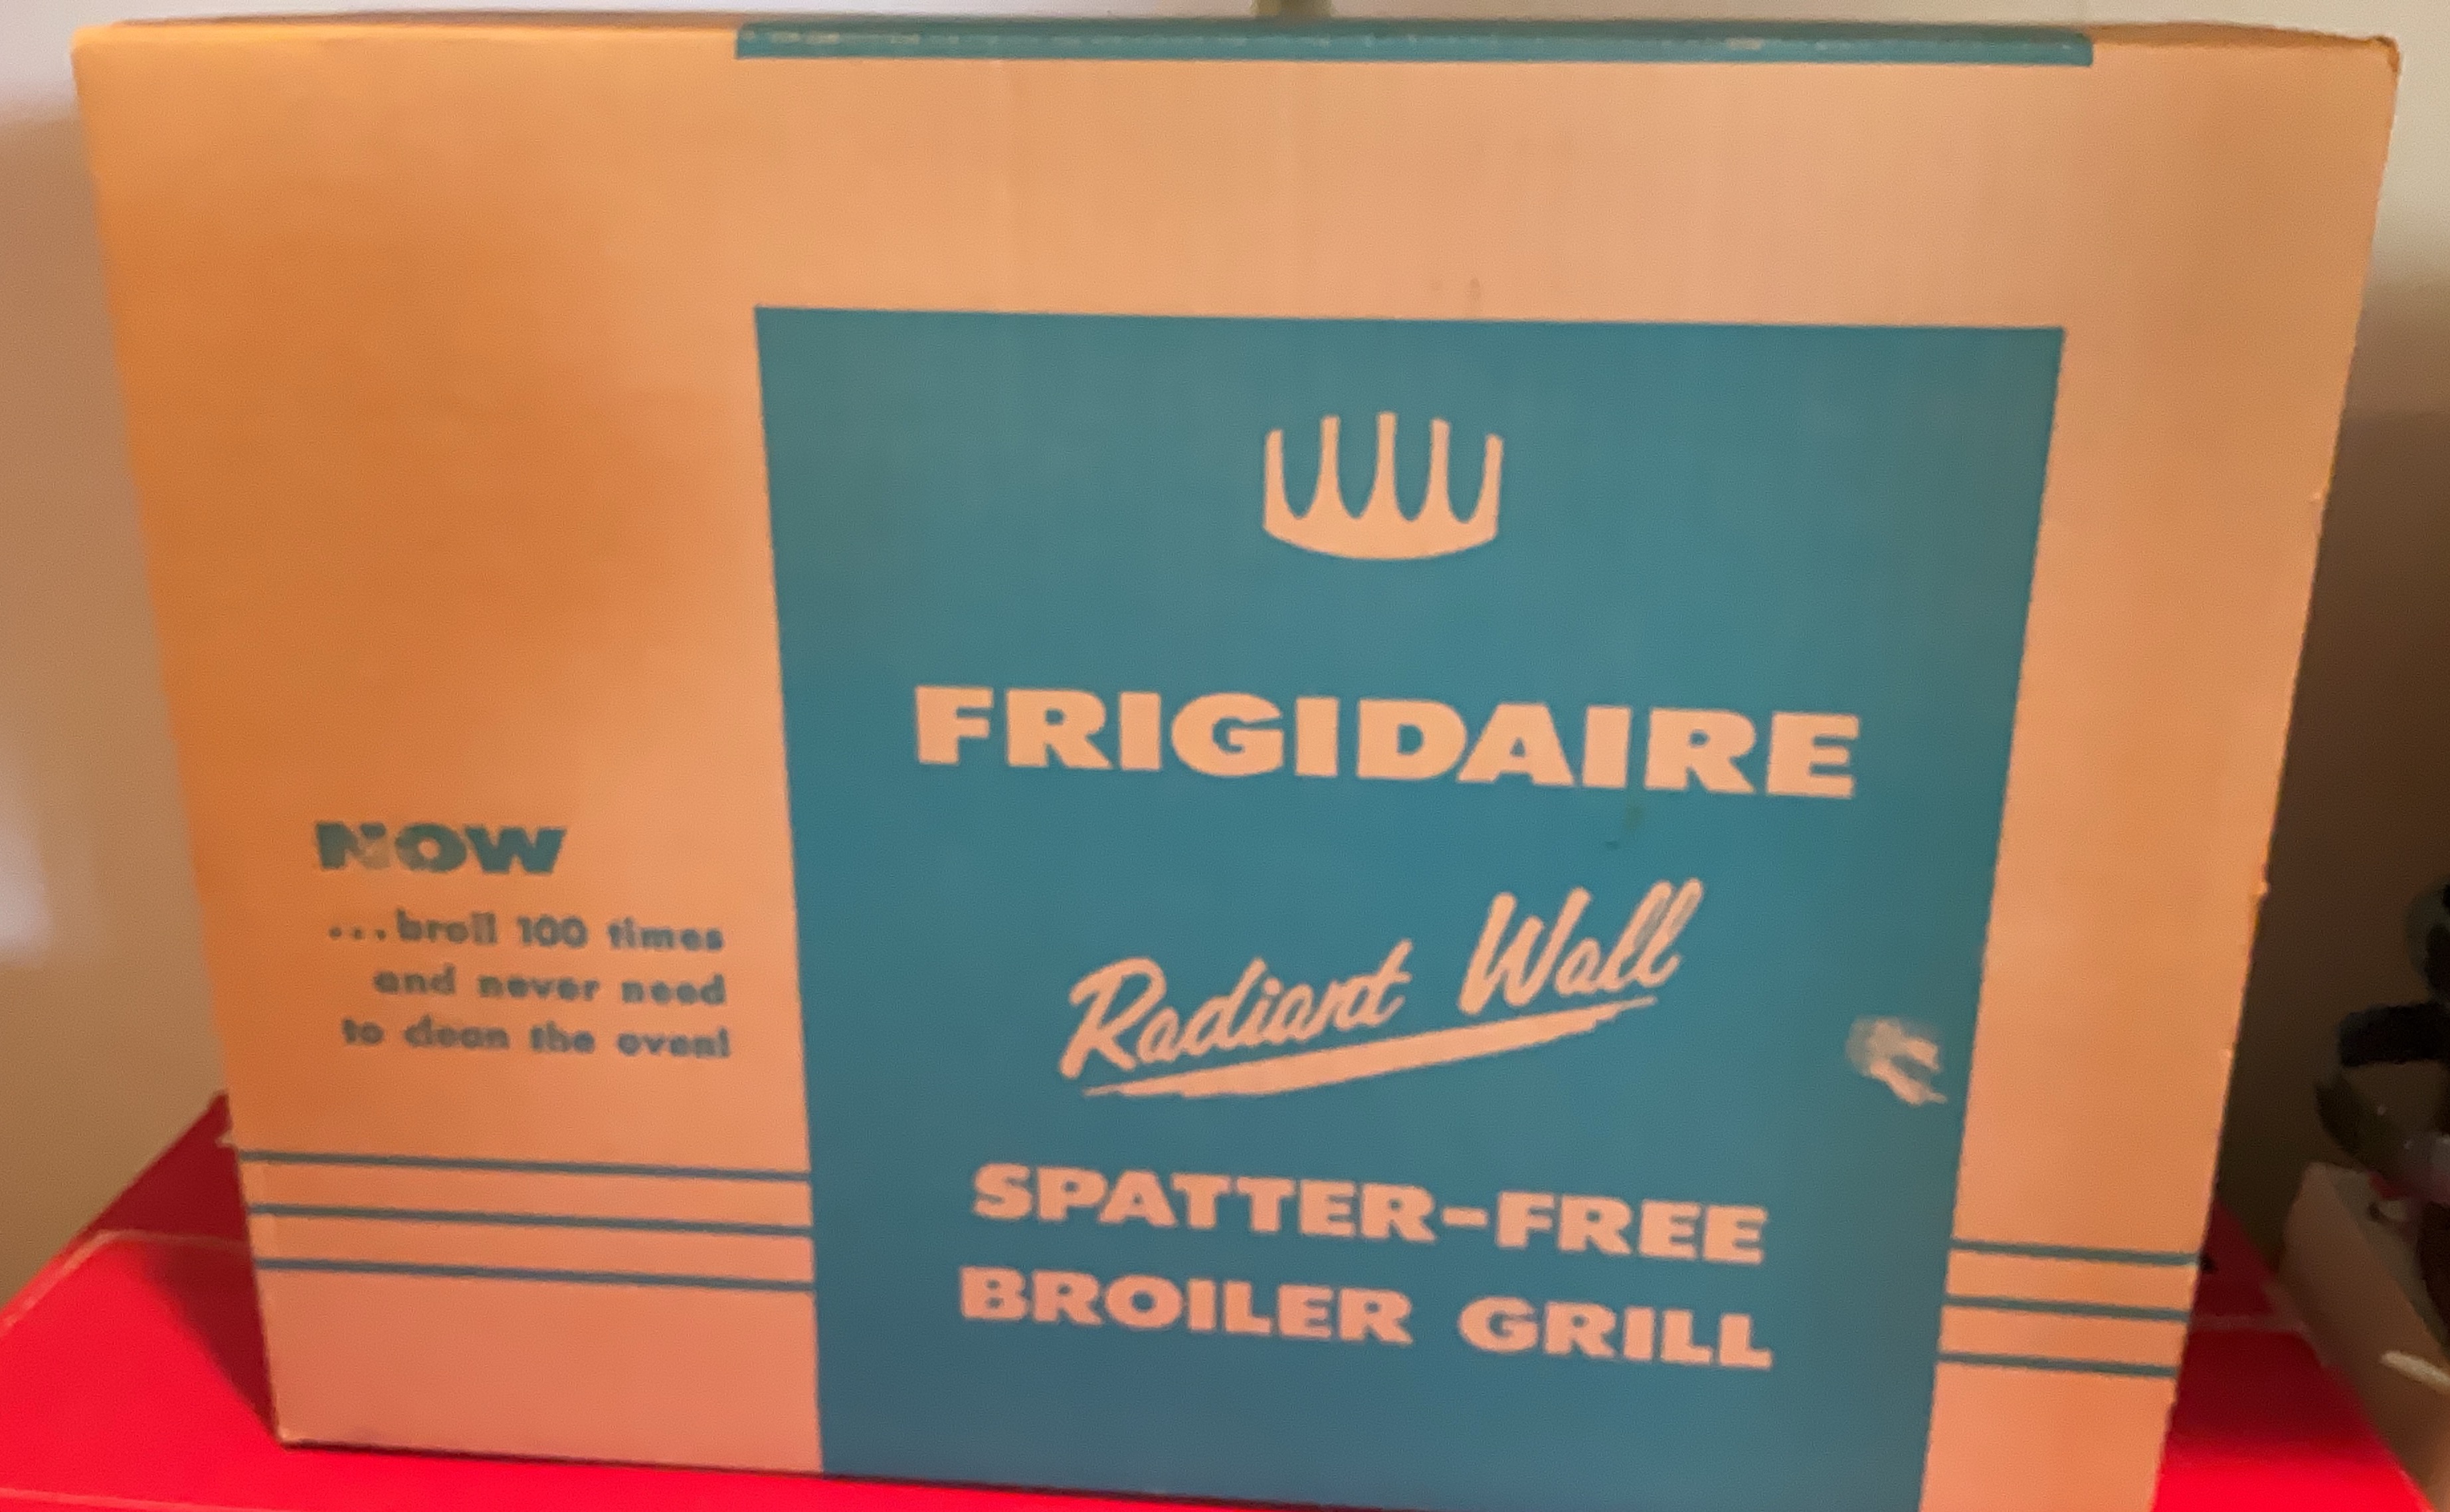 FRIGIDAIRE
Radiant Wall
SPATTER-FREE
BROILER GRILL
NOW
...broil 100 times
and never need
to clean the oven!